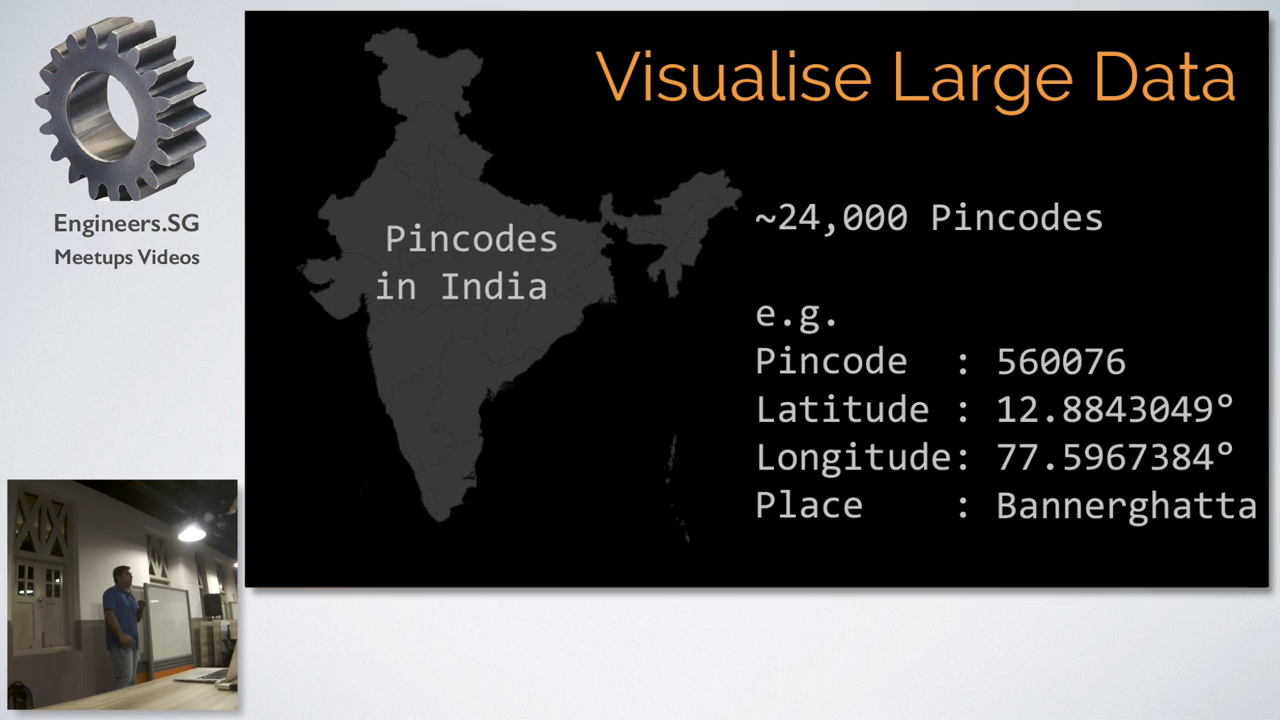 Engineers.SG
Meetups Videos
Visualise Large Data
Pincodes
in India
~24,000 Pincodes
e.g.
Pincode : 560076
Latitude : 12.8843049°
Longitude: 77.5967384°
Place : Bannerghatta